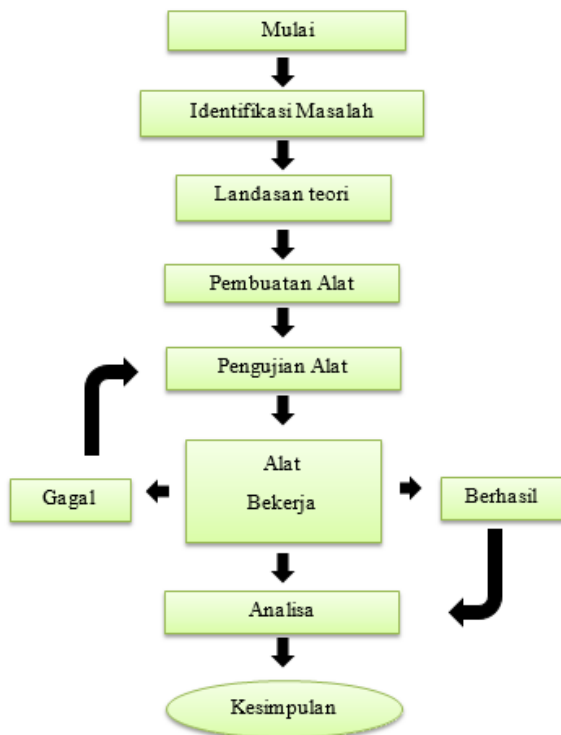 Mulai
Identifikasi Masalah
Landasan teori
Pembuatan Alat
Pengujian Alat
Alat
Bekerja
Gagal
Berhasil
Analisa
Kesimpulan